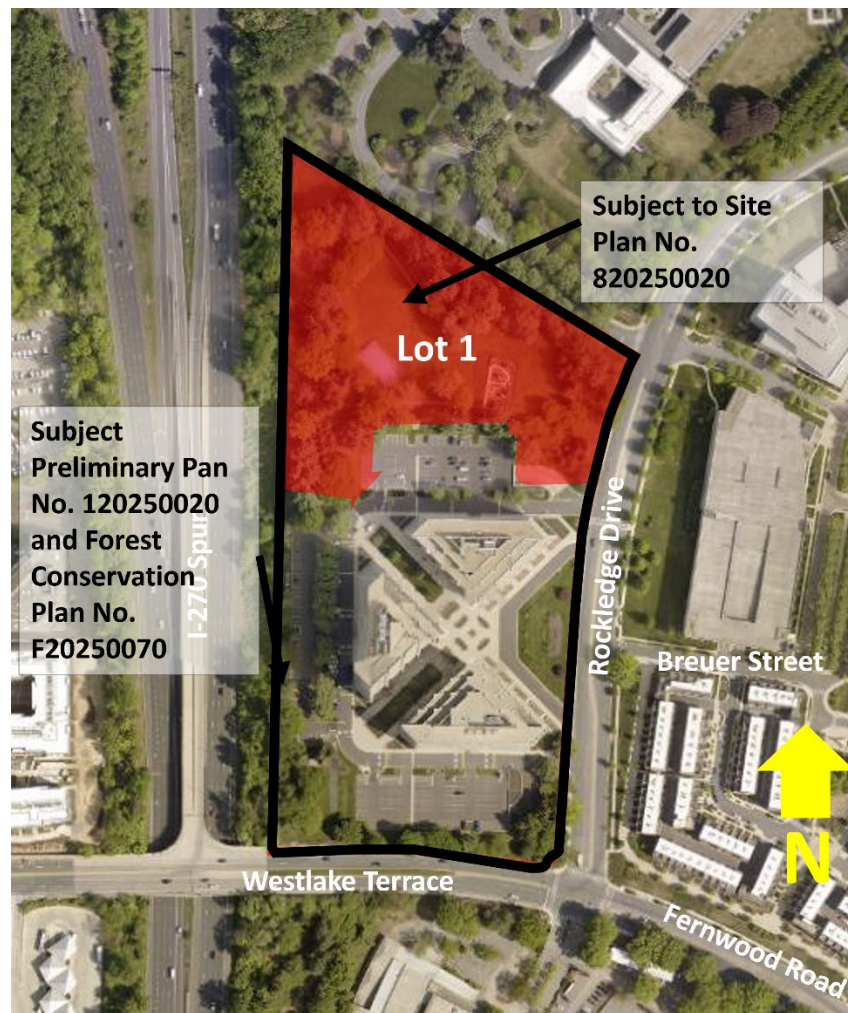 Subject to Site
Plan No.
820250020
Lot 1
Subject
Preliminary Pan
No. 120250020
and Forest
Conservation
Plan No.
F20250070
I-270 Spur
Rockledge Drive
Breuer Street
N
Westlake Terrace
Fernwood Road